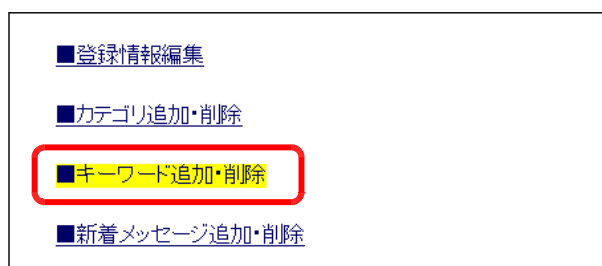 ■登録情報編集
■カテゴリ追加・削除
■キーワード追加・削除
■新着メッセージ追加・削除